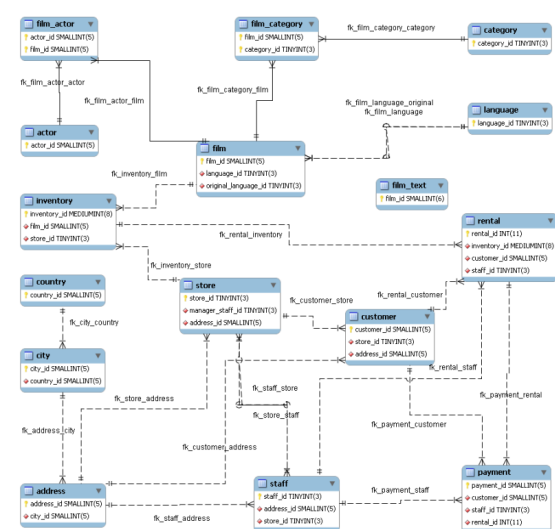 film_actor
actor_id SMALLINT(5)
film_id SMALLINT(5)
film_category
film_id SMALLINT(5)
category_id TINYINT(3)
fk_film_category_category
category
category_id TINYINT(3)
fk_film_actor_actor
fk_film_actor_film
fk_film_category_film
fk_film_language_original
fk_film_language
language
language_id TINYINT(3)
actor
actor_id SMALLINT(5)
film
film_id SMALLINT(5)
language_id TINYINT(3)
original_language_id TINYINT(3)
fk_inventory_film
film_text
film_id SMALLINT(6)
inventory
inventory_id MEDIUMINT(8)
film_id SMALLINT(5)
store_id TINYINT(3)
fk_rental_inventory
rental
rental_id INT(11)
inventory_id MEDIUMINT(8)
customer_id SMALLINT(5)
staff_id TINYINT(3)
fk_inventory_store
country
country_id SMALLINT(5)
store
store_id TINYINT(3)
manager_staff_id TINYINT(3)
address_id SMALLINT(5)
fk_customer_store
fk_rental_customer
customer
customer_id SMALLINT(5)
store_id TINYINT(3)
address_id SMALLINT(5)
fk_city_country
city
city_id SMALLINT(5)
country_id SMALLINT(5)
fk_staff_store
fk_rental_staff
fk_store_address
fk_store_staff
fk_payment_rental
fk_payment_customer
fk_address_city
fk_customer_address
address
address_id SMALLINT(5)
city_id SMALLINT(5)
fk_staff_address
staff
staff_id TINYINT(3)
address_id SMALLINT(5)
store_id TINYINT(3)
fk_payment_staff
payment
payment_id SMALLINT(5)
customer_id SMALLINT(5)
staff_id TINYINT(3)
rental_id INT(11)